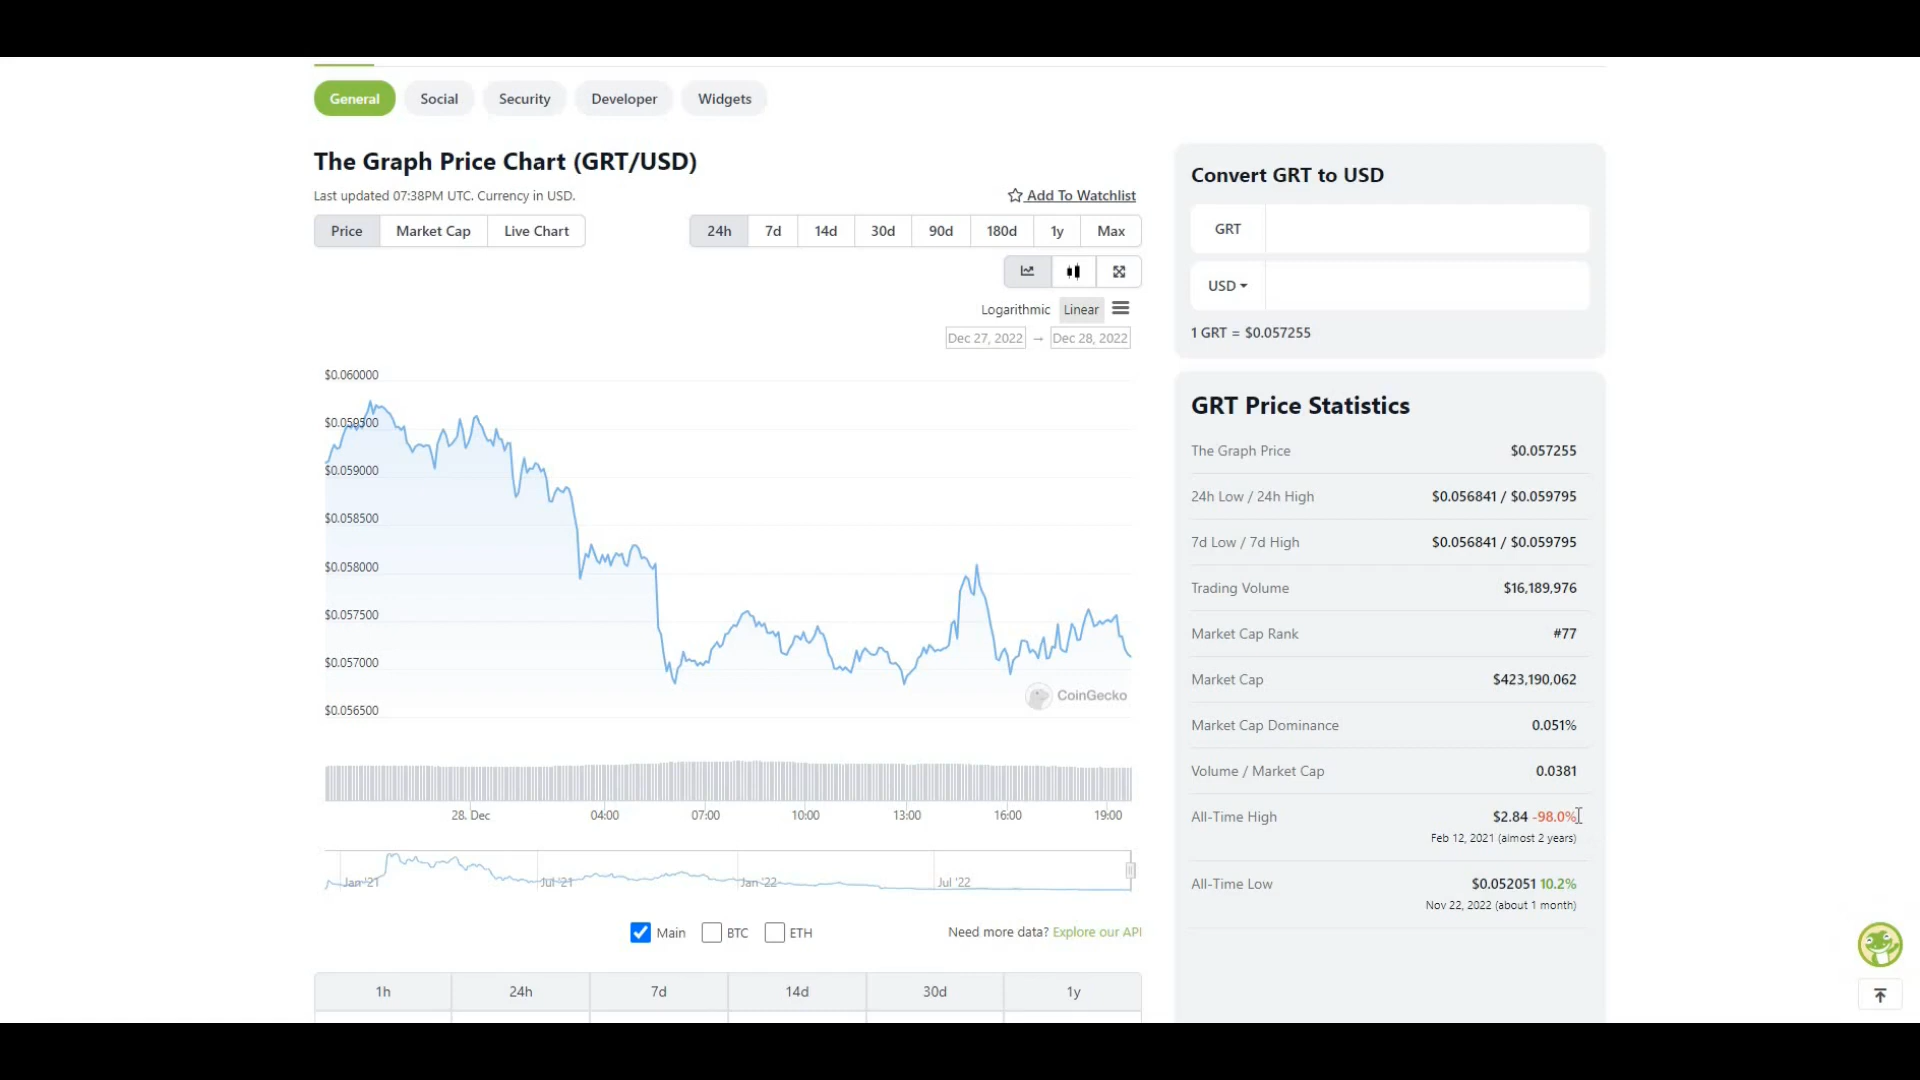 General Social Security Developer Widgets
The Graph Price Chart (GRT/USD)
Last updated 07:38PM UTC. Currency in USD.
Add To Watchlist
Price Market Cap Live Chart
24h 7d 14d 30d 90d 180d 1y Max
Logarithmic Linear
Dec 27, 2022 → Dec 28, 2022
$0.060000
$0.059500
$0.059000
$0.058500
$0.058000
$0.057500
$0.057000
$0.056500
CoinGecko
28. Dec 04:00 07:00 10:00 13:00 16:00 19:00
Jan '21 Jul '21 Jan '22 Jul '22
Main BTC ETH
Need more data? Explore our API
1h 24h 7d 14d 30d 1y
Convert GRT to USD
GRT
USD
1 GRT = $0.057255
GRT Price Statistics
The Graph Price $0.057255
24h Low / 24h High $0.056841 / $0.059795
7d Low / 7d High $0.056841 / $0.059795
Trading Volume $16,189,976
Market Cap Rank #77
Market Cap $423,190,062
Market Cap Dominance 0.051%
Volume / Market Cap 0.0381
All-Time High $2.84 -98.0%
Feb 12, 2021 (almost 2 years)
All-Time Low $0.052051 10.2%
Nov 22, 2022 (about 1 month)